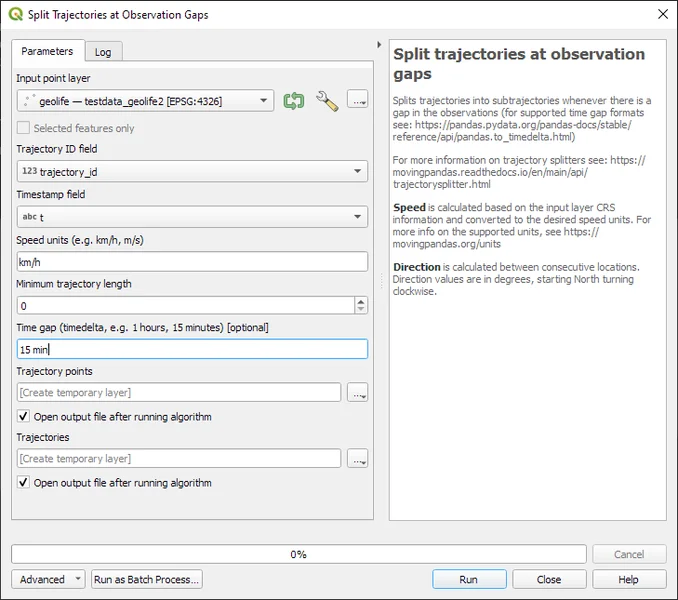 Split Trajectories at Observation Gaps
Parameters
Log
Input point layer
geolife — testdata_geolife2 [EPSG:4326]
...
Selected features only
Trajectory ID field
123 trajectory_id
Timestamp field
abc t
Speed units (e.g. km/h, m/s)
km/h
Minimum trajectory length
0
Time gap (timedelta, e.g. 1 hours, 15 minutes) [optional]
15 min
Trajectory points
[Create temporary layer]
...
Open output file after running algorithm
Trajectories
[Create temporary layer]
...
Open output file after running algorithm
Split trajectories at observation
gaps
Splits trajectories into subtrajectories whenever there is a
gap in the observations (for supported time gap formats
see: https://pandas.pydata.org/pandas-docs/stable/
reference/api/pandas.to_timedelta.html)
For more information on trajectory splitters see: https://
movingpandas.readthedocs.io/en/main/api/
trajectorysplitter.html
Speed is calculated based on the input layer CRS
information and converted to the desired speed units. For
more info on the supported units, see https://
movingpandas.org/units
Direction is calculated between consecutive locations.
Direction values are in degrees, starting North turning
clockwise.
0%
Cancel
Advanced
Run as Batch Process...
Run
Close
Help